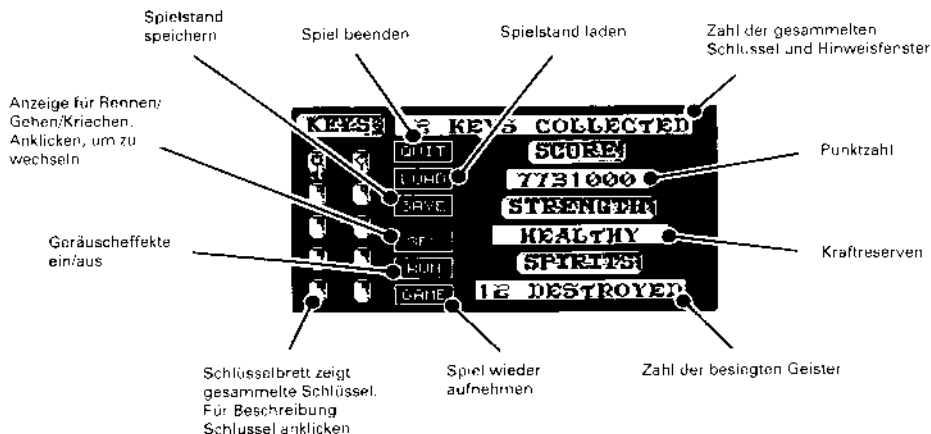 Spielstand
speichern
Spiel beenden
Spielstand laden
Zahl der gesammelten
Schlussel und Hinweisfenster
Anzeige für Rennen/
Gehen/Kriechen.
Anklicken, um zu
wechseln
Geräuscheffekte
ein/aus
KEYS
KEYS COLLECTED
QUIT
LOAD
SAVE
RUN
GAME
SCORE
7731000
STRENGTH
HEALTHY
SPIRITS
12 DESTROYED
Punktzahl
Kraftreserven
Schlüsselbrett zeigt
gesammelte Schlüssel.
Für Beschreibung
Schlussel anklicken
Spiel wieder
aufnehmen
Zahl der besiegten Geister